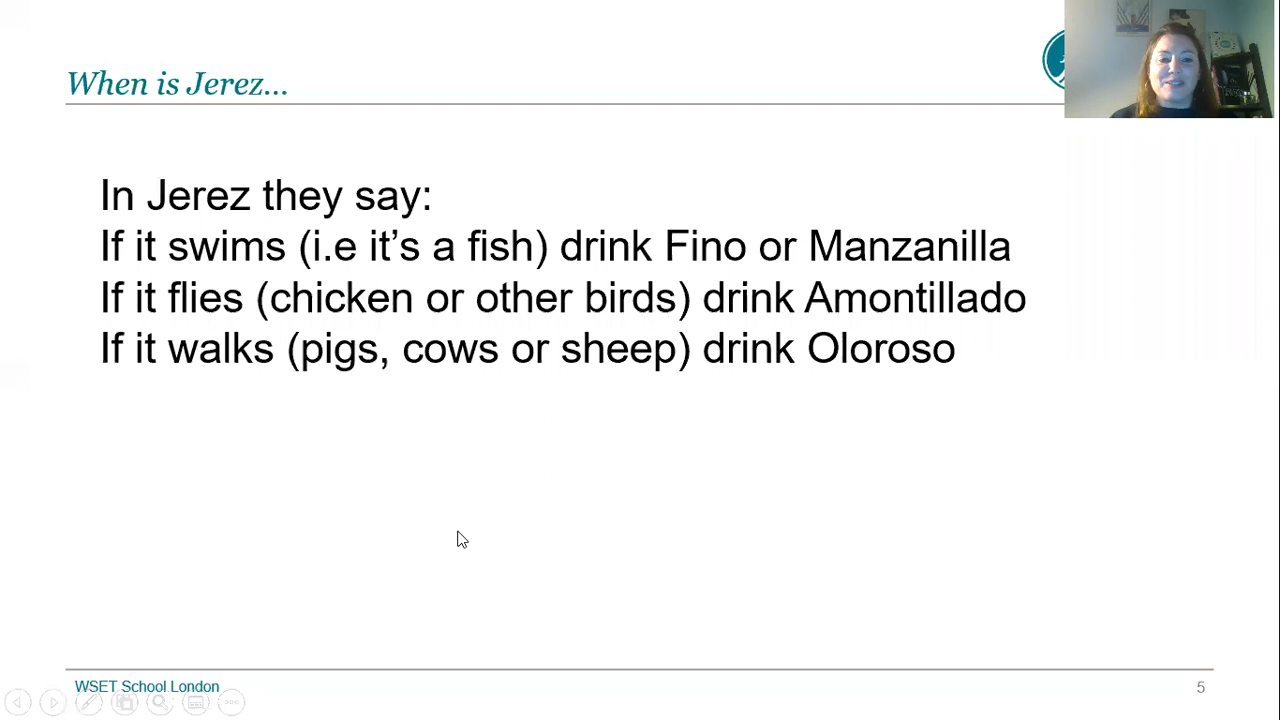 When is Jerez...
In Jerez they say:
If it swims (i.e it’s a fish) drink Fino or Manzanilla
If it flies (chicken or other birds) drink Amontillado
If it walks (pigs, cows or sheep) drink Oloroso
WSET School London
5